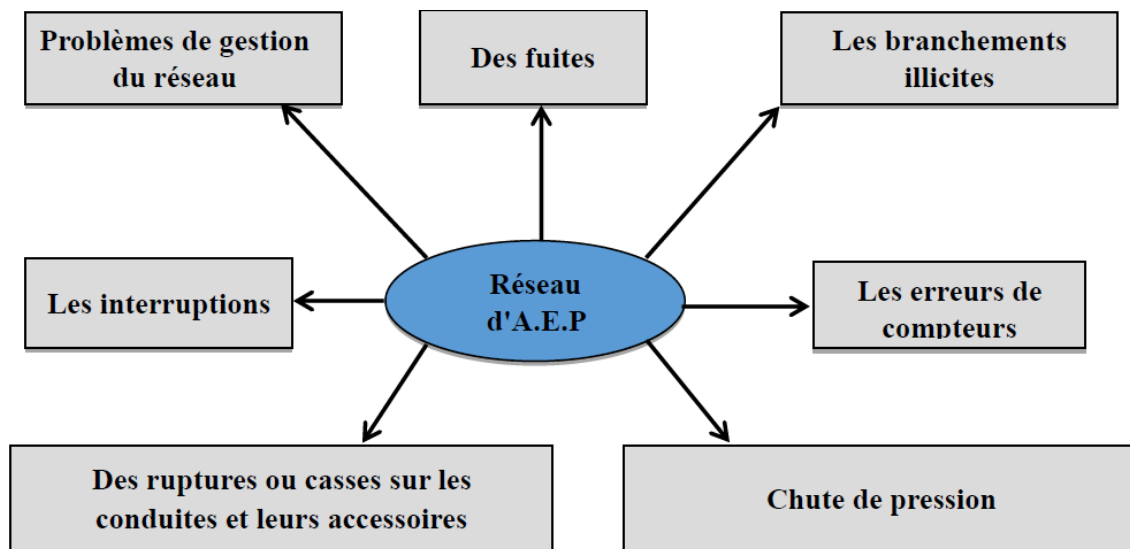 Problèmes de gestion
du réseau
Des fuites
Les branchements
illicites
Les interruptions
Réseau
d'A.E.P
Les erreurs de
compteurs
Des ruptures ou casses sur les
conduites et leurs accessoires
Chute de pression